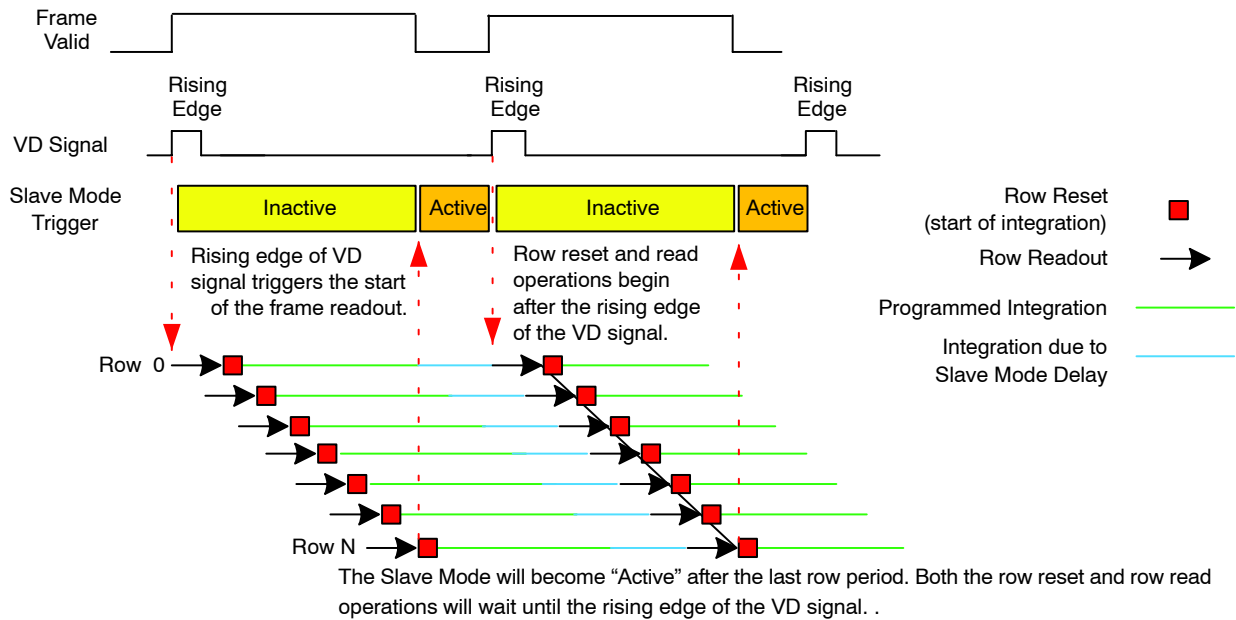 Frame
Valid
Rising
Edge
Rising
Edge
Rising
Edge
VD Signal
Slave Mode
Trigger
Inactive
Active
Inactive
Active
Row Reset
(start of integration)
Row Readout
Programmed Integration
Integration due to
Slave Mode Delay
Rising edge of VD
signal triggers the start
of the frame readout.
Row reset and read
operations begin
after the rising edge
of the VD signal.
Row 0
Row N
The Slave Mode will become “Active” after the last row period. Both the row reset and row read
operations will wait until the rising edge of the VD signal. .